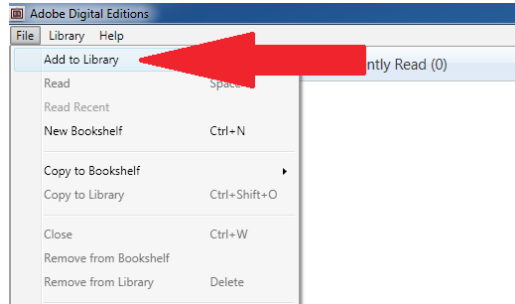 Adobe Digital Editions
File Library Help
ntly Read (0)
Add to Library
Read
Read Recent
New Bookshelf Ctrl+N
Copy to Bookshelf
Copy to Library Ctrl+Shift+O
Close Ctrl+W
Remove from Bookshelf
Remove from Library Delete